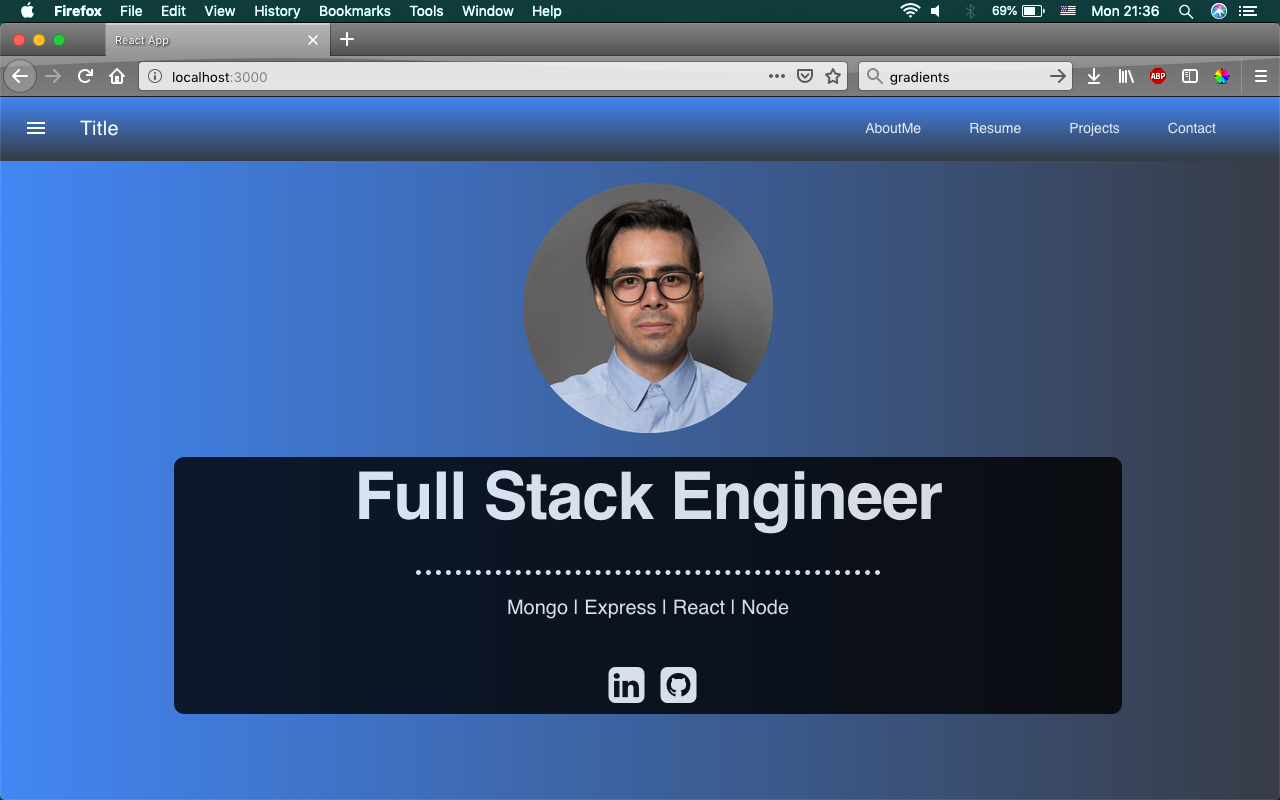 Firefox File Edit View History Bookmarks Tools Window Help 69% Mon 21:36
React App
localhost:3000 gradients ABP
Title AboutMe Resume Projects Contact
Full Stack Engineer
Mongo | Express | React | Node
in